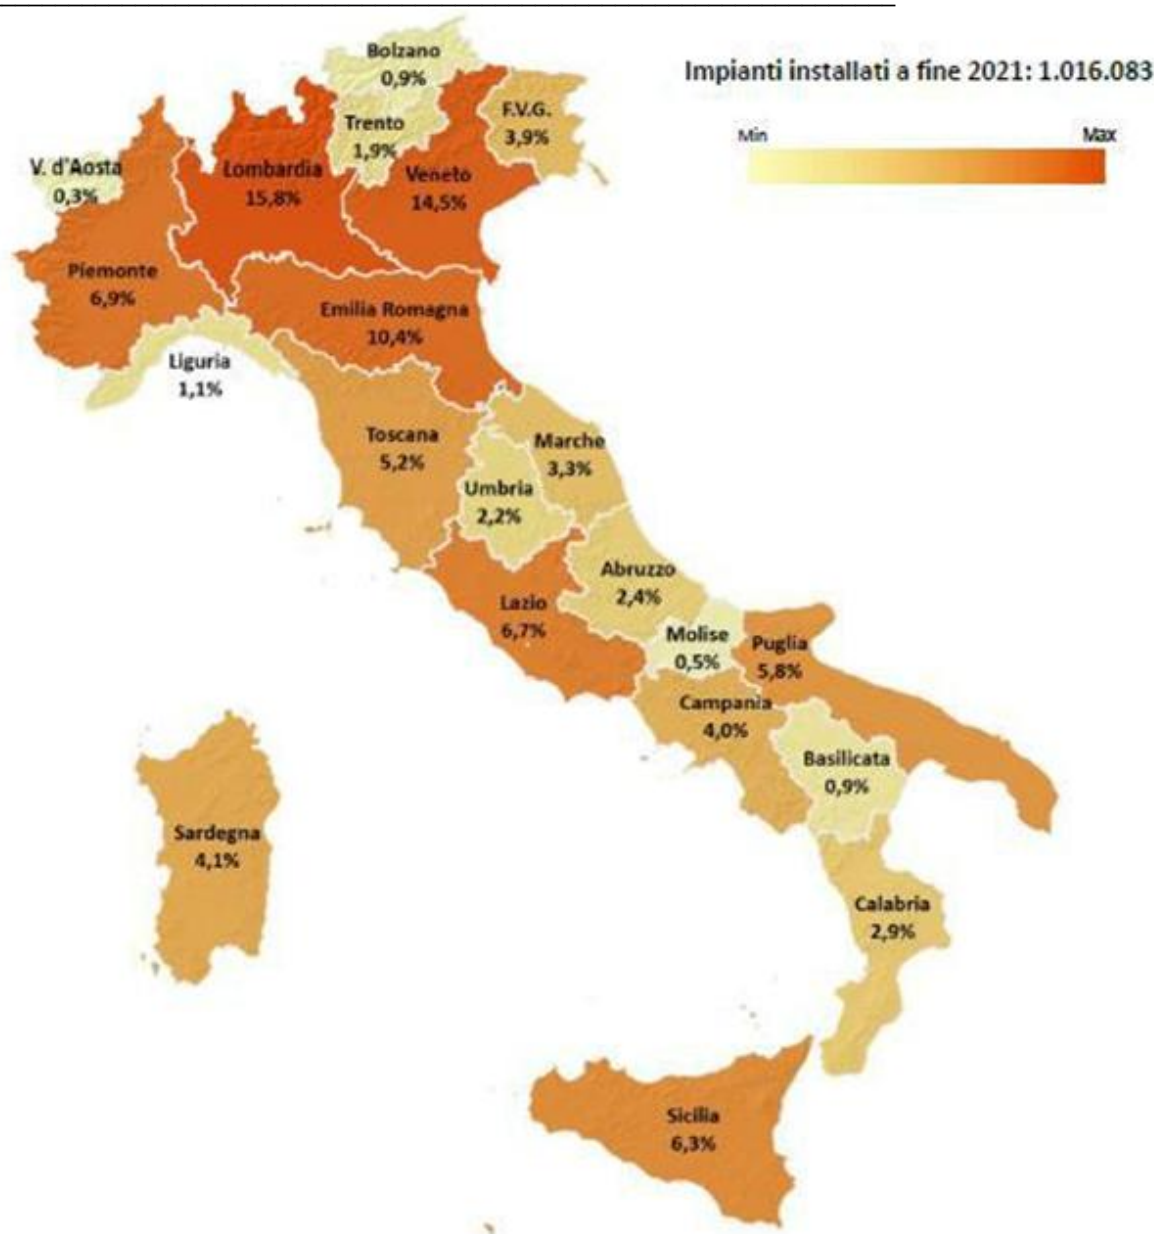 Bolzano
0,9%
Impianti installati a fine 2021: 1.016.083
Min
Max
F.V.G.
3,9%
Trento
1,9%
V. d'Aosta
0,3%
Lombardia
15,8%
Veneto
14,5%
Piemonte
6,9%
Emilia Romagna
10,4%
Liguria
1,1%
Toscana
5,2%
Marche
3,3%
Umbria
2,2%
Abruzzo
2,4%
Lazio
6,7%
Molise
0,5%
Puglia
5,8%
Campania
4,0%
Basilicata
0,9%
Sardegna
4,1%
Calabria
2,9%
Sicilia
6,3%